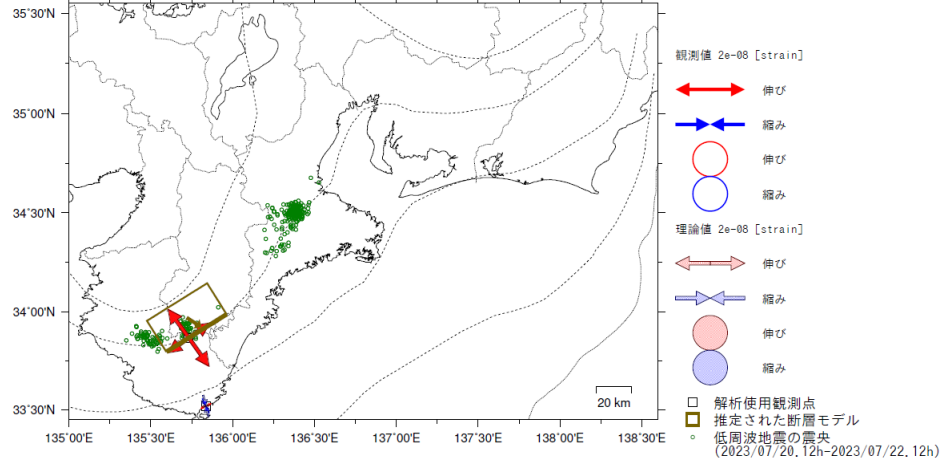 35°30'N
35°00'N
34°30'N
34°00'N
33°30'N
135°00'E
135°30'E
136°00'E
136°30'E
137°00'E
137°30'E
138°00'E
138°30'E
20 km
観測値 2e-08 [strain]
伸び
縮み
伸び
縮み
理論値 2e-08 [strain]
伸び
縮み
伸び
縮み
解析使用観測点
推定された断層モデル
低周波地震の震央
(2023/07/20.12h-2023/07/22.12h)